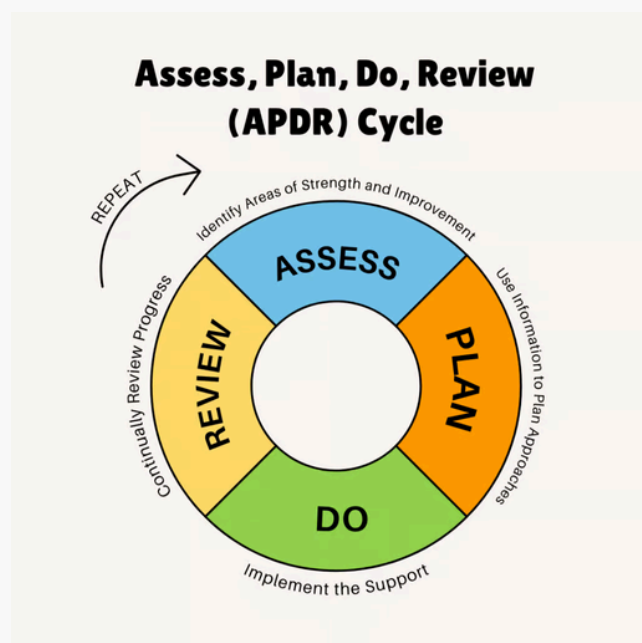 Assess, Plan, Do, Review
(APDR) Cycle
REPEAT
Identify Areas of Strength and Improvement
ASSESS
Use Information to Plan Approaches
PLAN
DO
Implement the Support
REVIEW
Continually Review Progress